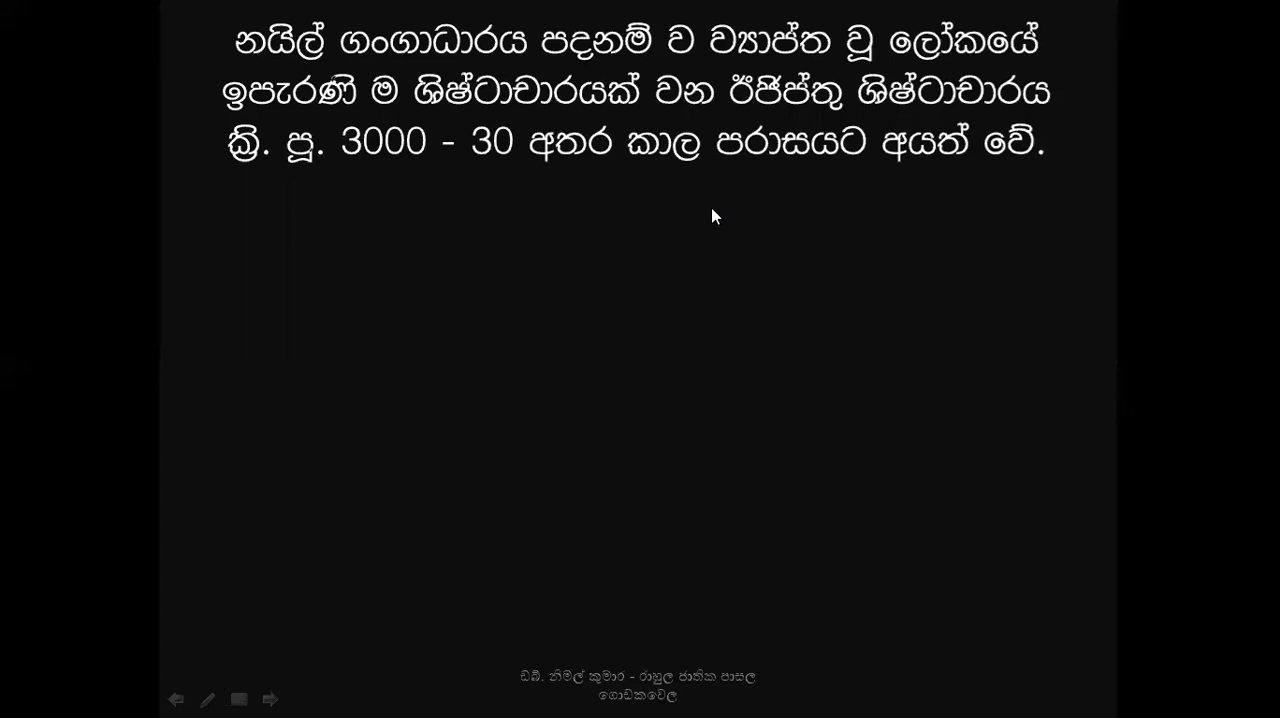 නයිල් ගංගාධාරය පදනම් ව ව්‍යාප්ත වූ ලෝකයේ
ඉපැරණි ම ශිෂ්ටාචාරයක් වන ඊජිප්තු ශිෂ්ටාචාරය
ක්‍රි. පූ. 3000 - 30 අතර කාල පරාසයට අයත් වේ.
ඩබ්. නිමල් කුමාර - රාහුල ජාතික පාසල
ගොඩකවෙල